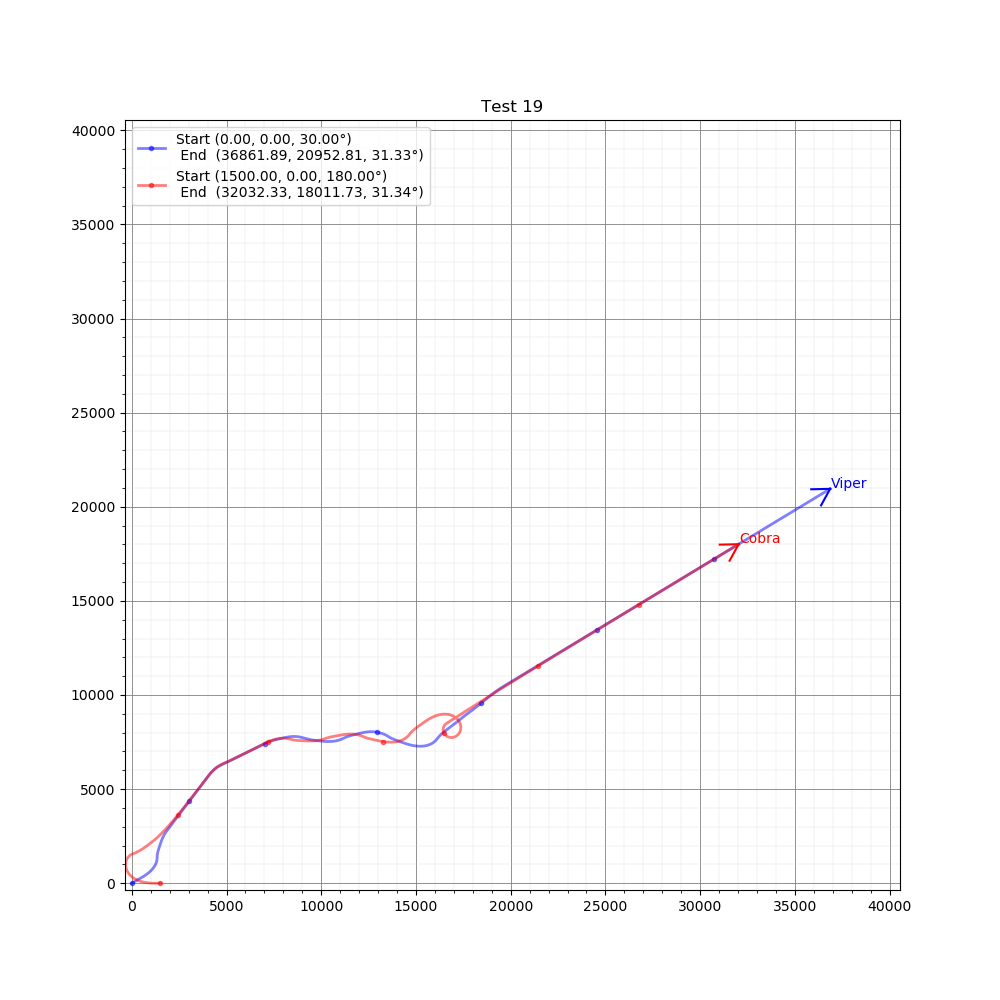 Test 19
Start (0.00, 0.00, 30.00°)
End (36861.89, 20952.81, 31.33°)
Start (1500.00, 0.00, 180.00°)
End (32032.33, 18011.73, 31.34°)
40000
35000
30000
25000
20000
15000
10000
5000
0
Viper
Cobra
0 5000 10000 15000 20000 25000 30000 35000 40000